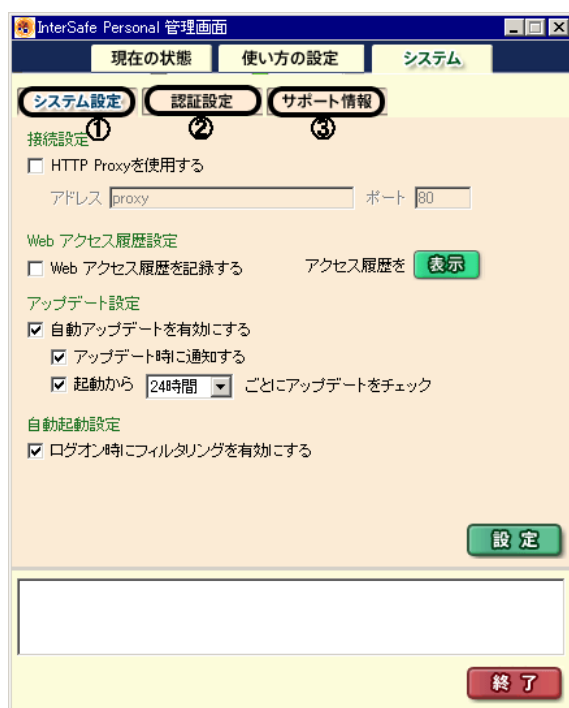 InterSafe Personal 管理画面
現在の状態 使い方の設定 システム
システム設定 認証設定 サポート情報
① ② ③
接続設定
HTTP Proxyを使用する
アドレス proxy ポート 80
Web アクセス履歴設定
Web アクセス履歴を記録する アクセス履歴を 表示
アップデート設定
自動アップデートを有効にする
アップデート時に通知する
起動から 24時間 ごとにアップデートをチェック
自動起動設定
ログオン時にフィルタリングを有効にする
設定
終了